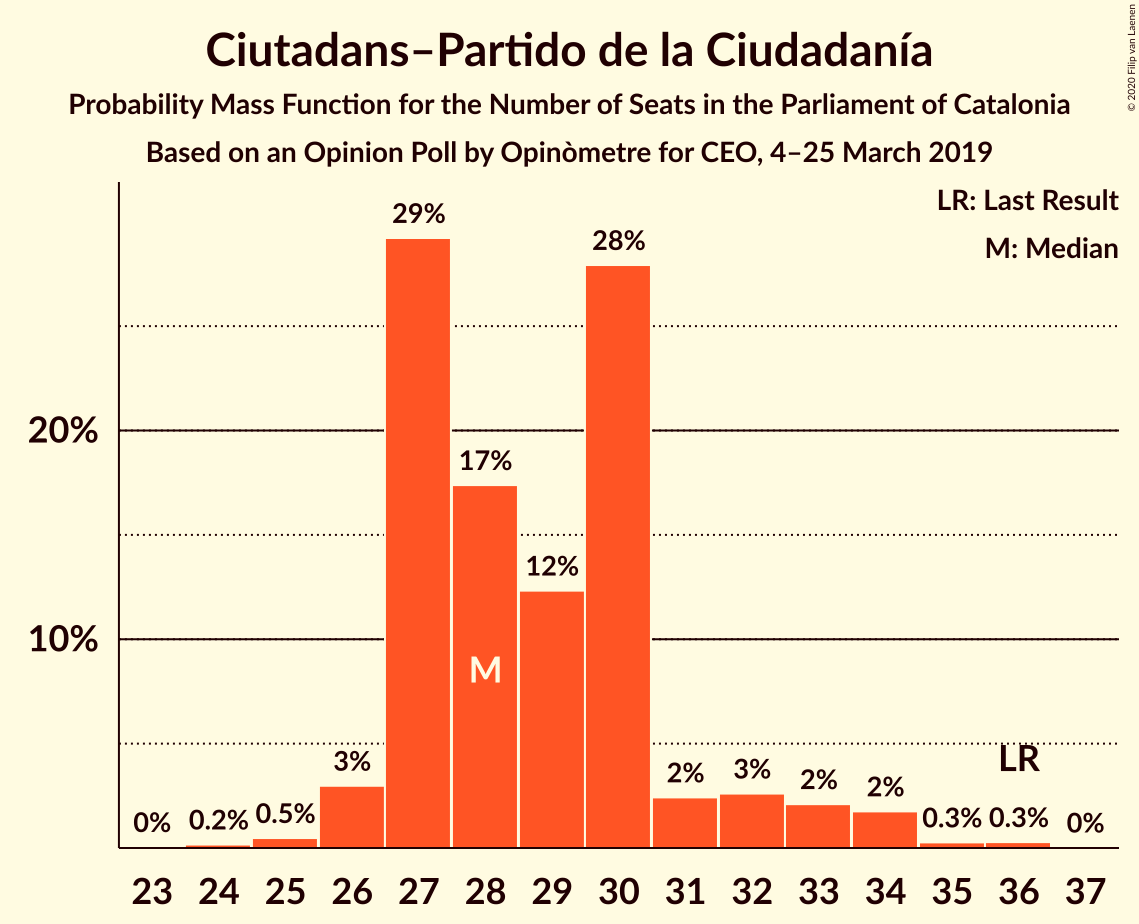 Ciutadans–Partido de la Ciudadanía
Probability Mass Function for the Number of Seats in the Parliament of Catalonia
Based on an Opinion Poll by Opinòmetre for CEO, 4–25 March 2019
© 2020 Filip van Laenen
LR: Last Result
M: Median
29%
28%
20%
17%
12%
10%
M
LR
3%
2%
3%
2%
2%
0%
0.2%
0.5%
0.3%
0.3%
0%
23 24 25 26 27 28 29 30 31 32 33 34 35 36 37